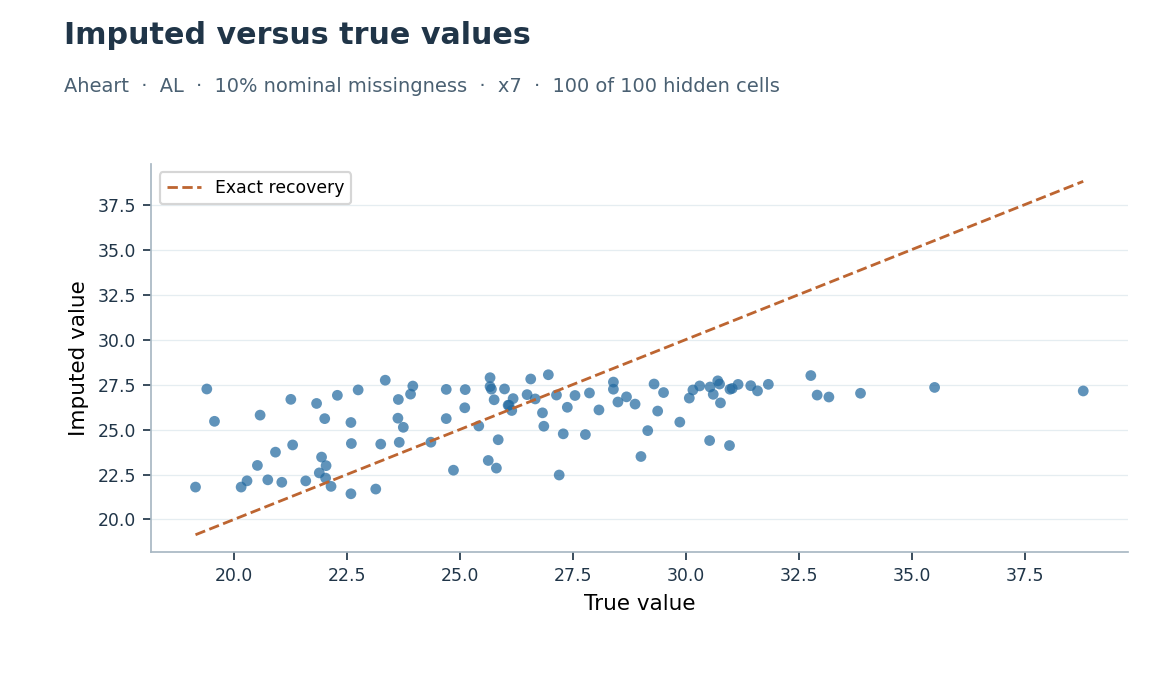 Imputed versus true values
Aheart · AL · 10% nominal missingness · x7 · 100 of 100 hidden cells
Exact recovery
37.5
35.0
32.5
30.0
27.5
25.0
22.5
20.0
Imputed value
20.0 22.5 25.0 27.5 30.0 32.5 35.0 37.5
True value